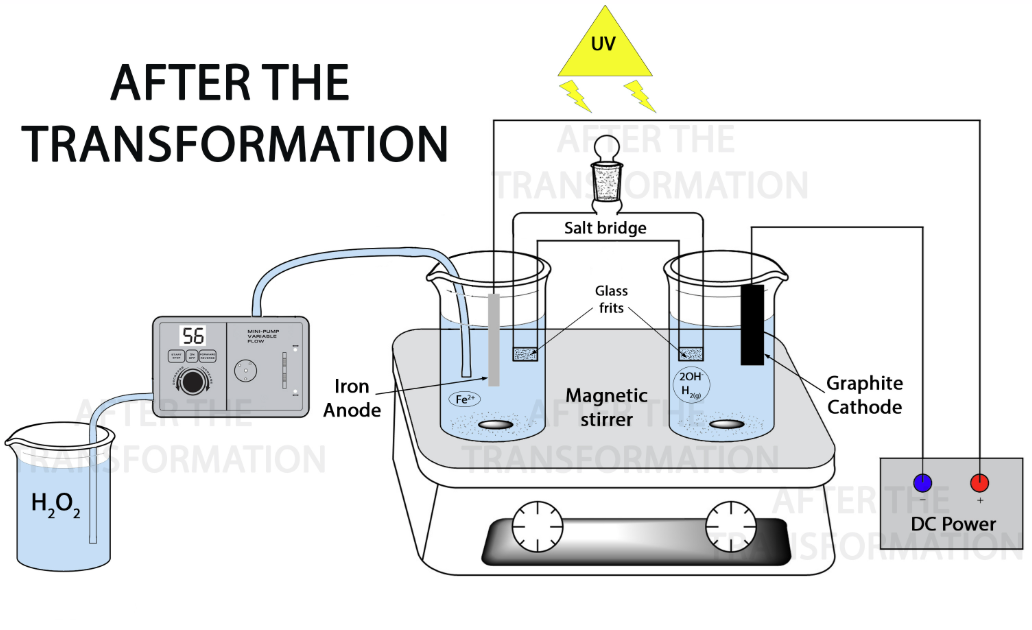 AFTER THE
TRANSFORMATION
UV
AFTER THE
TRANSFORMATION
Salt bridge
Glass
frits
56
MINI-PUMP
VARIABLE
FLOW
Iron
Anode
Fe²⁺
Magnetic
stirrer
2OH⁻
H₂(g)
Graphite
Cathode
AFTER THE
TRANSFORMATION
AFTER THE
TRANSFORMATION
H₂O₂
AFTER THE
TRANSFORMATION
− +
DC Power